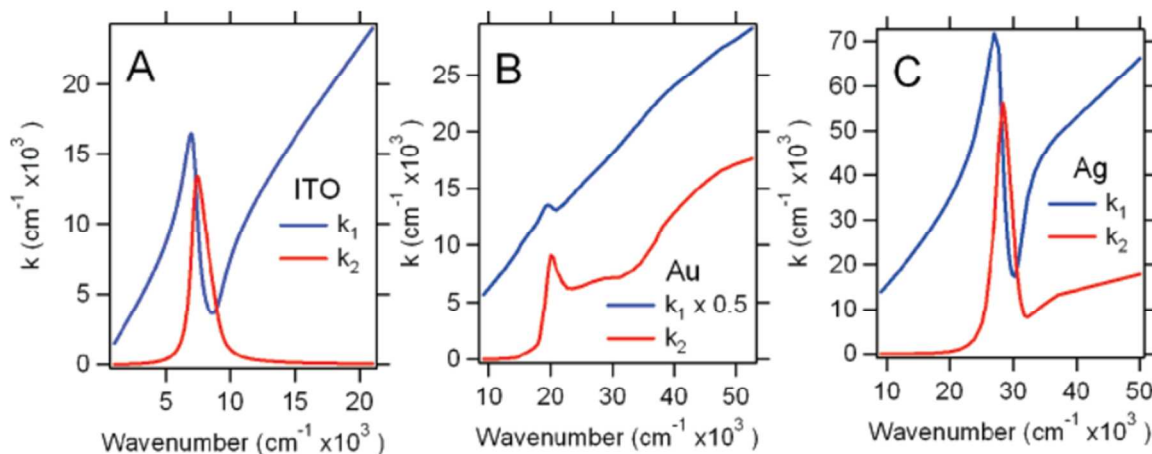 A
ITO
k₁
k₂
k (cm⁻¹ x10³)
20
15
10
5
0
5 10 15 20
Wavenumber (cm⁻¹ x10³)
B
Au
k₁ x 0.5
k₂
k (cm⁻¹ x10³)
25
20
15
10
5
0
10 20 30 40 50
Wavenumber (cm⁻¹ x10³)
C
Ag
k₁
k₂
k (cm⁻¹ x10³)
70
60
50
40
30
20
10
0
10 20 30 40 50
Wavenumber (cm⁻¹ x10³)